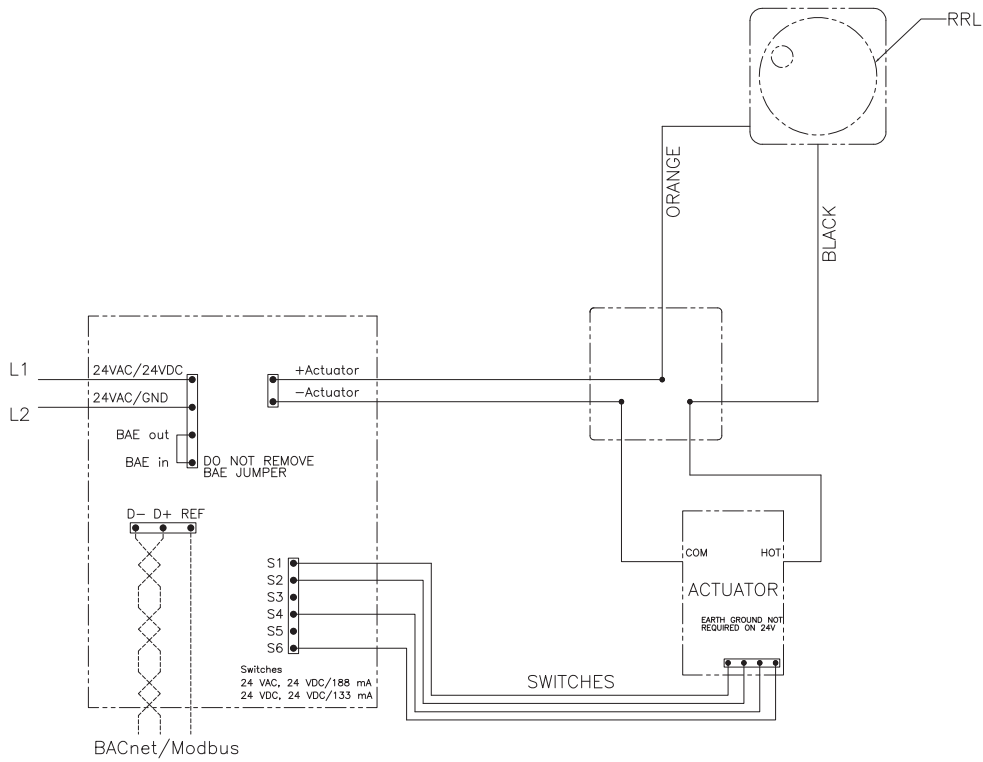 RRL
ORANGE
BLACK
L1
24VAC/24VDC
+Actuator
-Actuator
24VAC/GND
L2
BAE out
BAE in
DO NOT REMOVE
BAE JUMPER
D- D+ REF
S1
S2
S3
S4
S5
S6
COM
HOT
ACTUATOR
EARTH GROUND NOT
REQUIRED ON 24V
Switches
24 VAC, 24 VDC/188 mA
24 VDC, 24 VDC/133 mA
SWITCHES
BACnet/Modbus